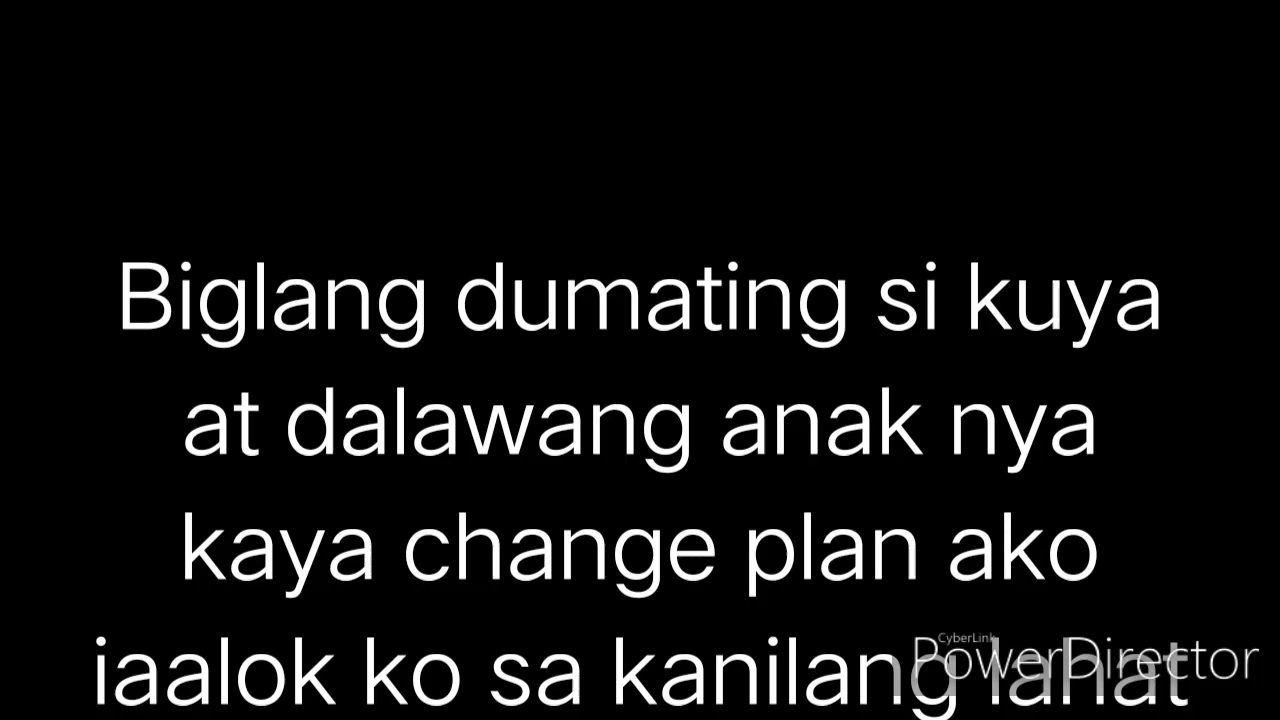 Biglang dumating si kuya
at dalawang anak nya
kaya change plan ako
iaalok ko sa kanilang lahat
CyberLink
PowerDirector